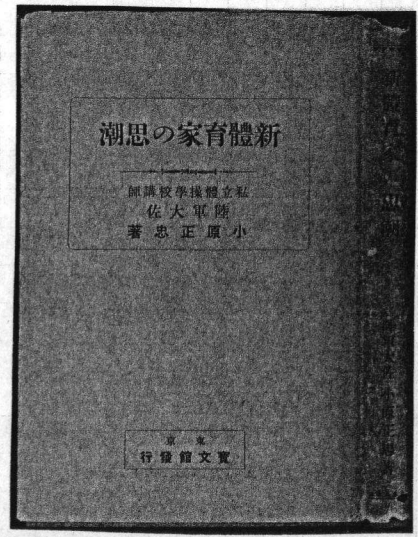 新體育家の思潮
私立體操學校講師
陸軍大佐
小原正忠著
東京
寶文館發行